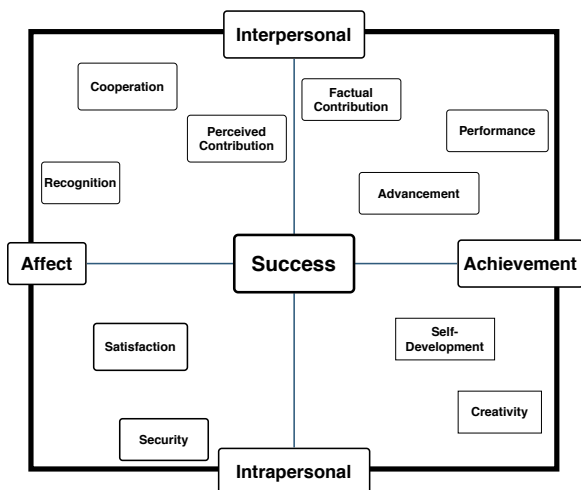 Interpersonal
Cooperation
Factual
Contribution
Perceived
Contribution
Performance
Recognition
Advancement
Affect
Success
Achievement
Satisfaction
Self-
Development
Creativity
Security
Intrapersonal